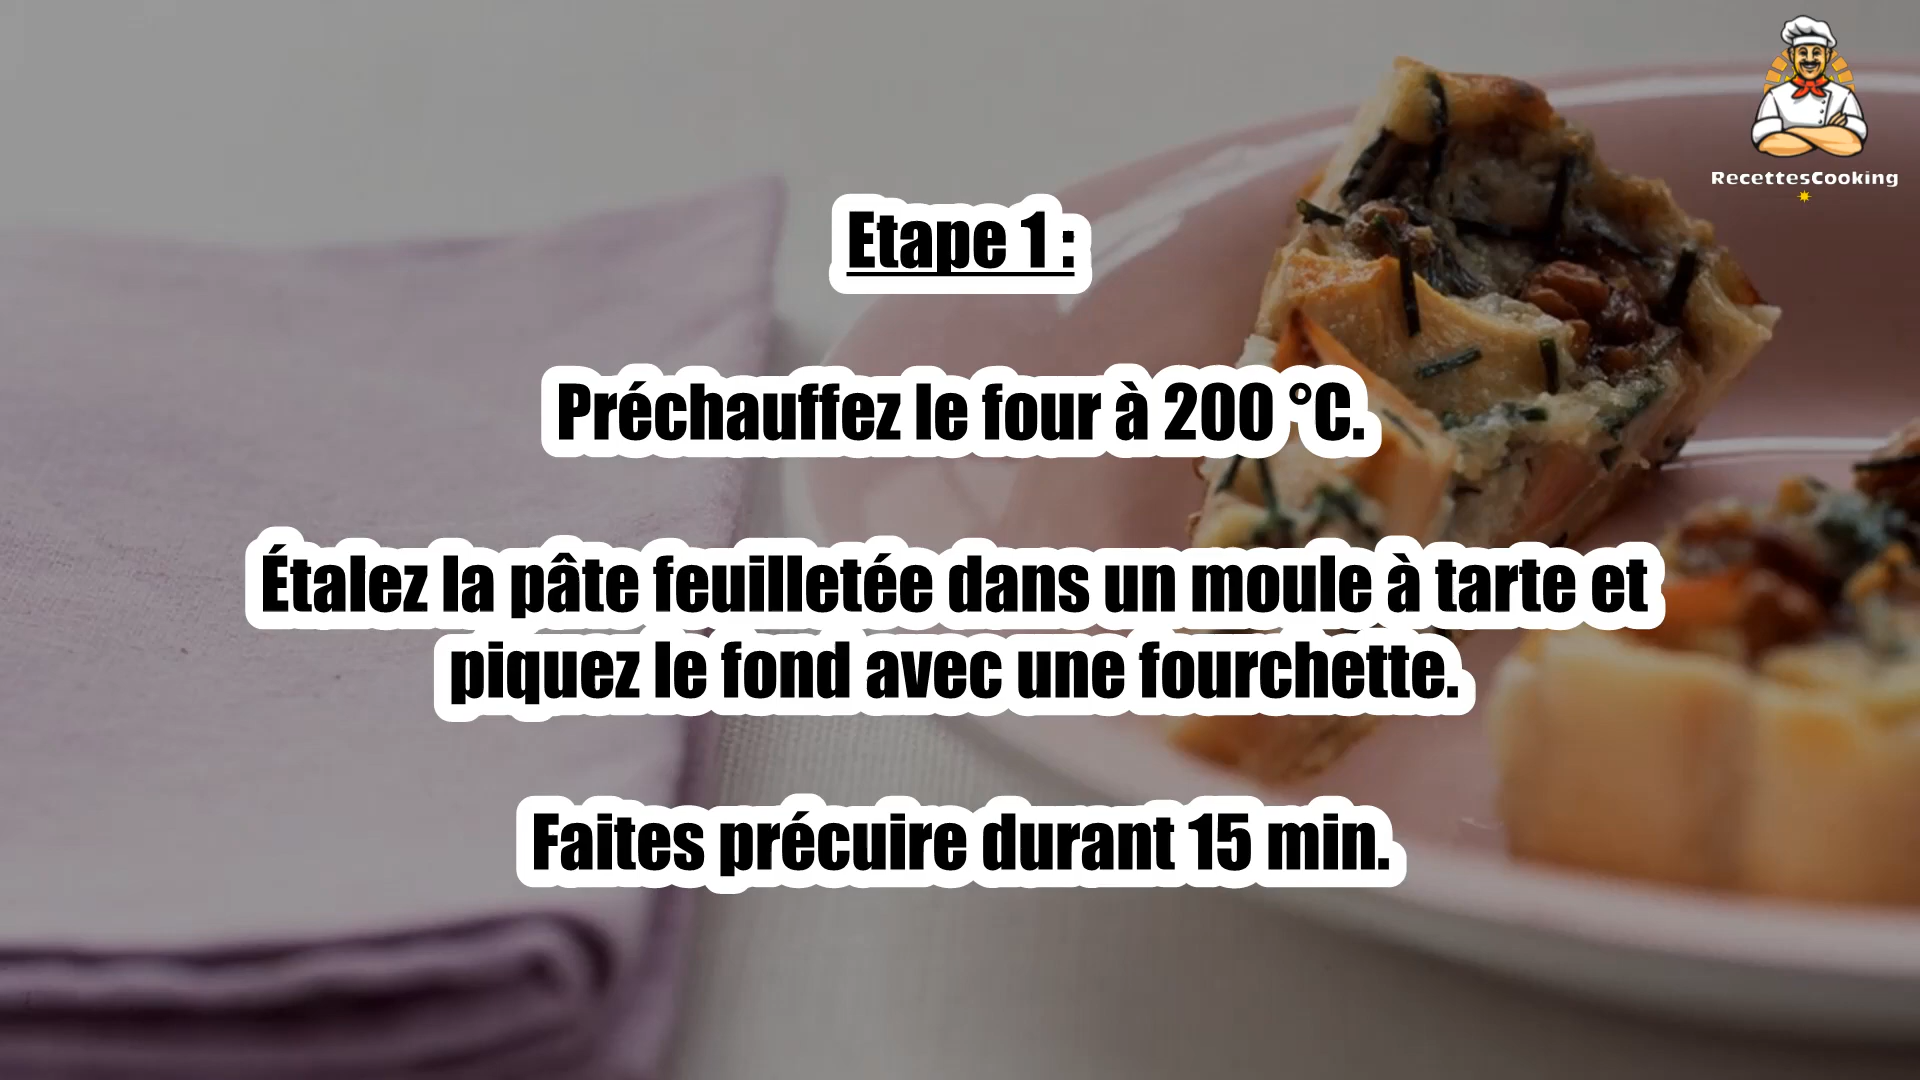 RecettesCooking
Etape 1 :
Préchauffez le four à 200 °C.
Étalez la pâte feuilletée dans un moule à tarte et
piquez le fond avec une fourchette.
Faites précuire durant 15 min.